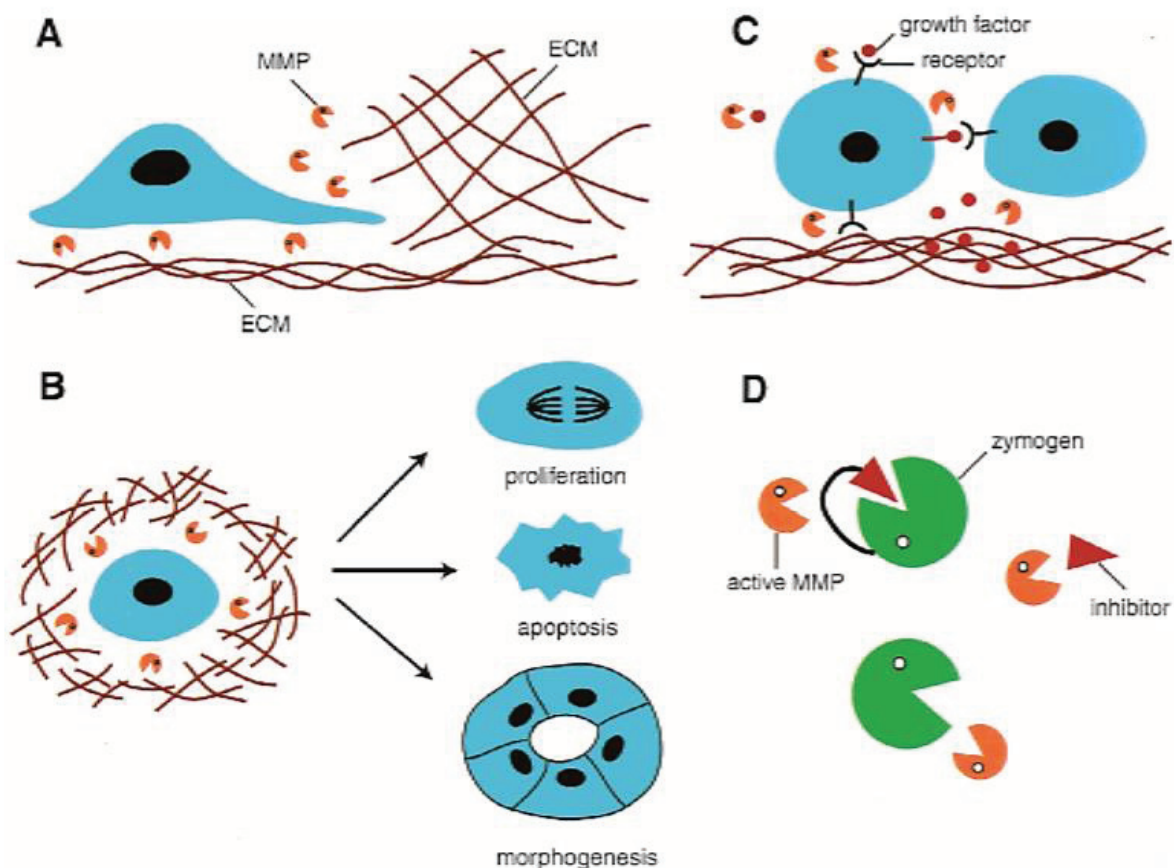 A
MMP
ECM
ECM
B
proliferation
apoptosis
morphogenesis
C
growth factor
receptor
D
zymogen
active MMP
inhibitor